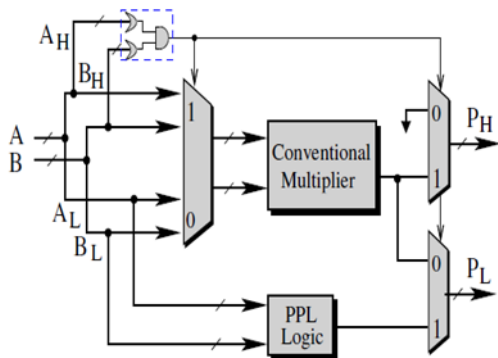 A_H
B_H
A
B
A_L
B_L
1
0
Conventional
Multiplier
0
1
P_H
PPL
Logic
0
1
P_L